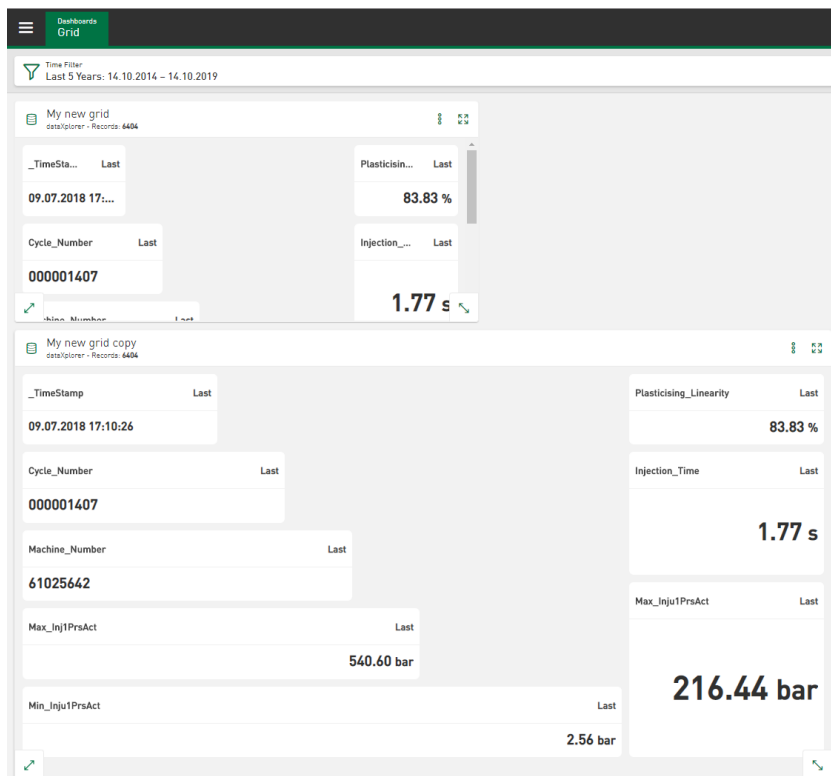 Dashboards
Grid
Time Filter
Last 5 Years: 14.10.2014 – 14.10.2019
My new grid
dataXplorer - Records: 6404
_TimeSta... Last
09.07.2018 17:...
Plasticisin... Last
83.83 %
Cycle_Number Last
000001407
Injection_... Last
1.77 s
My new grid copy
dataXplorer - Records: 6404
_TimeStamp Last
09.07.2018 17:10:26
Plasticising_Linearity Last
83.83 %
Cycle_Number Last
000001407
Injection_Time Last
1.77 s
Machine_Number Last
61025642
Max_Inj1PrsAct Last
540.60 bar
Max_Inju1PrsAct Last
216.44 bar
Min_Inju1PrsAct Last
2.56 bar